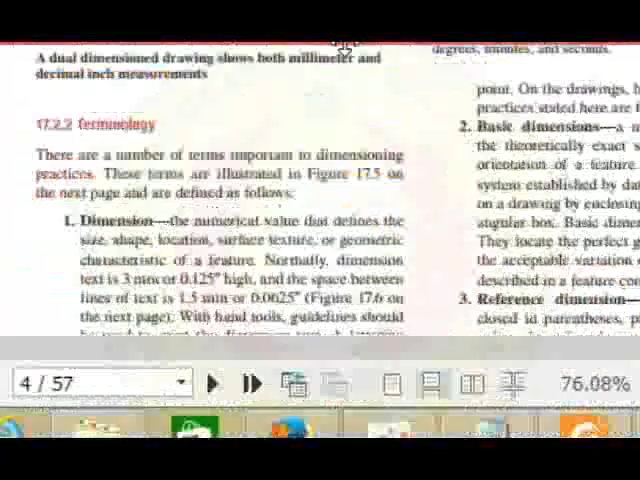 A dual dimensioned drawing shows both millimeter and
decimal inch measurements
17.2.2 Terminology
There are a number of terms important to dimensioning
practices. These terms are illustrated in Figure 17.5 on
the next page and are defined as follows:
1. Dimension—the numerical value that defines the
size, shape, location, surface texture, or geometric
characteristic of a feature. Normally, dimension
text is 3 mm or 0.125" high, and the space between
lines of text is 1.5 mm or 0.0625" (Figure 17.6 on
the next page). With hand tools, guidelines should
degrees, minutes, and seconds.
point. On the drawings,
practices stated here are
2. Basic dimensions—a
the theoretically exact
orientation of a feature
system established by
on a drawing by enclosing
angular box. Basic
They locate the perfect
the acceptable variation
described in a feature
3. Reference dimension—
closed in parentheses,
4 / 57
76.08%